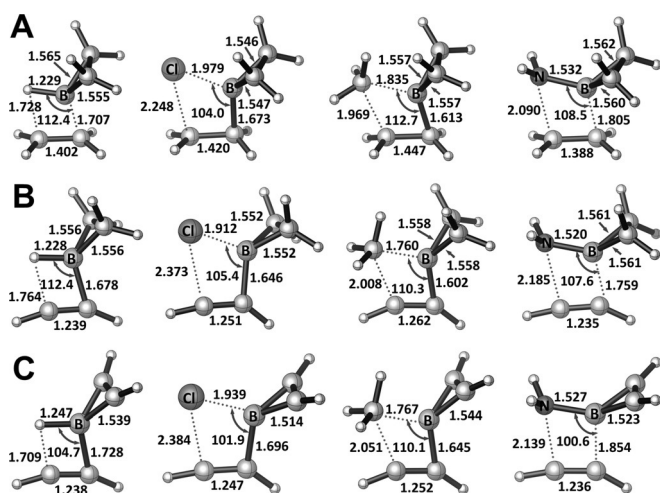 A
1.565
1.229
B 1.555
1.728 112.4 1.707
1.402
1.546
Cl 1.979
B
1.547
2.248 104.0 1.673
1.420
1.557
1.835
B
1.557
1.969 112.7 1.613
1.447
1.562
N 1.532
B 1.560
2.090 108.5 1.805
1.388
B
1.556
1.228
B 1.556
112.4
1.764 1.678
1.239
Cl 1.912 1.552
B 1.552
2.373 105.4 1.646
1.251
1.558
1.760
B
1.558
2.008 110.3 1.602
1.262
1.561
N 1.520
B 1.561
2.185 107.6 1.759
1.235
C
1.247
B 1.539
1.709 104.7 1.728
1.238
Cl 1.939
B 1.514
2.384 101.9 1.696
1.247
1.767
B 1.544
2.051 110.1 1.645
1.252
N 1.527
B 1.523
2.139 100.6 1.854
1.236